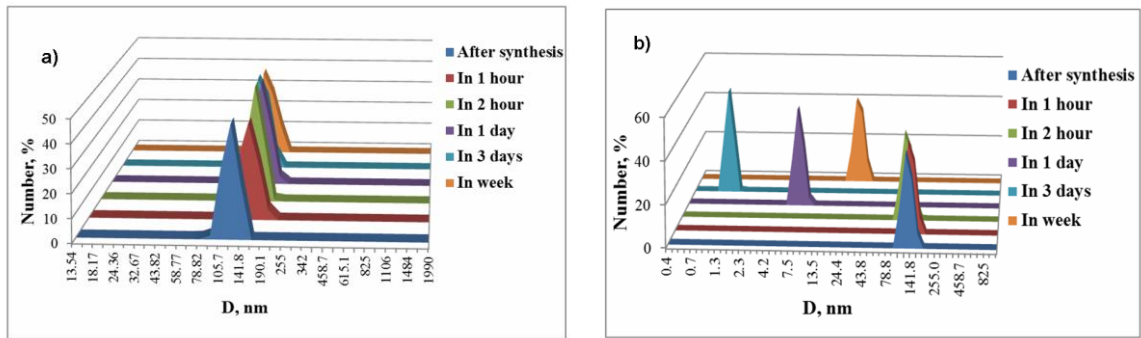 a)
Number, %
50
40
30
20
10
0
13.54
18.17
24.36
32.67
43.82
58.77
78.82
105.7
141.8
190.1
255
342
458.7
615.1
825
1106
1484
1990
D, nm
After synthesis
In 1 hour
In 2 hour
In 1 day
In 3 days
In week
b)
Number, %
60
40
20
0
0.4
0.7
1.3
2.3
4.2
7.5
13.5
24.4
43.8
78.8
141.8
255.0
458.7
825
D, nm
After synthesis
In 1 hour
In 2 hour
In 1 day
In 3 days
In week